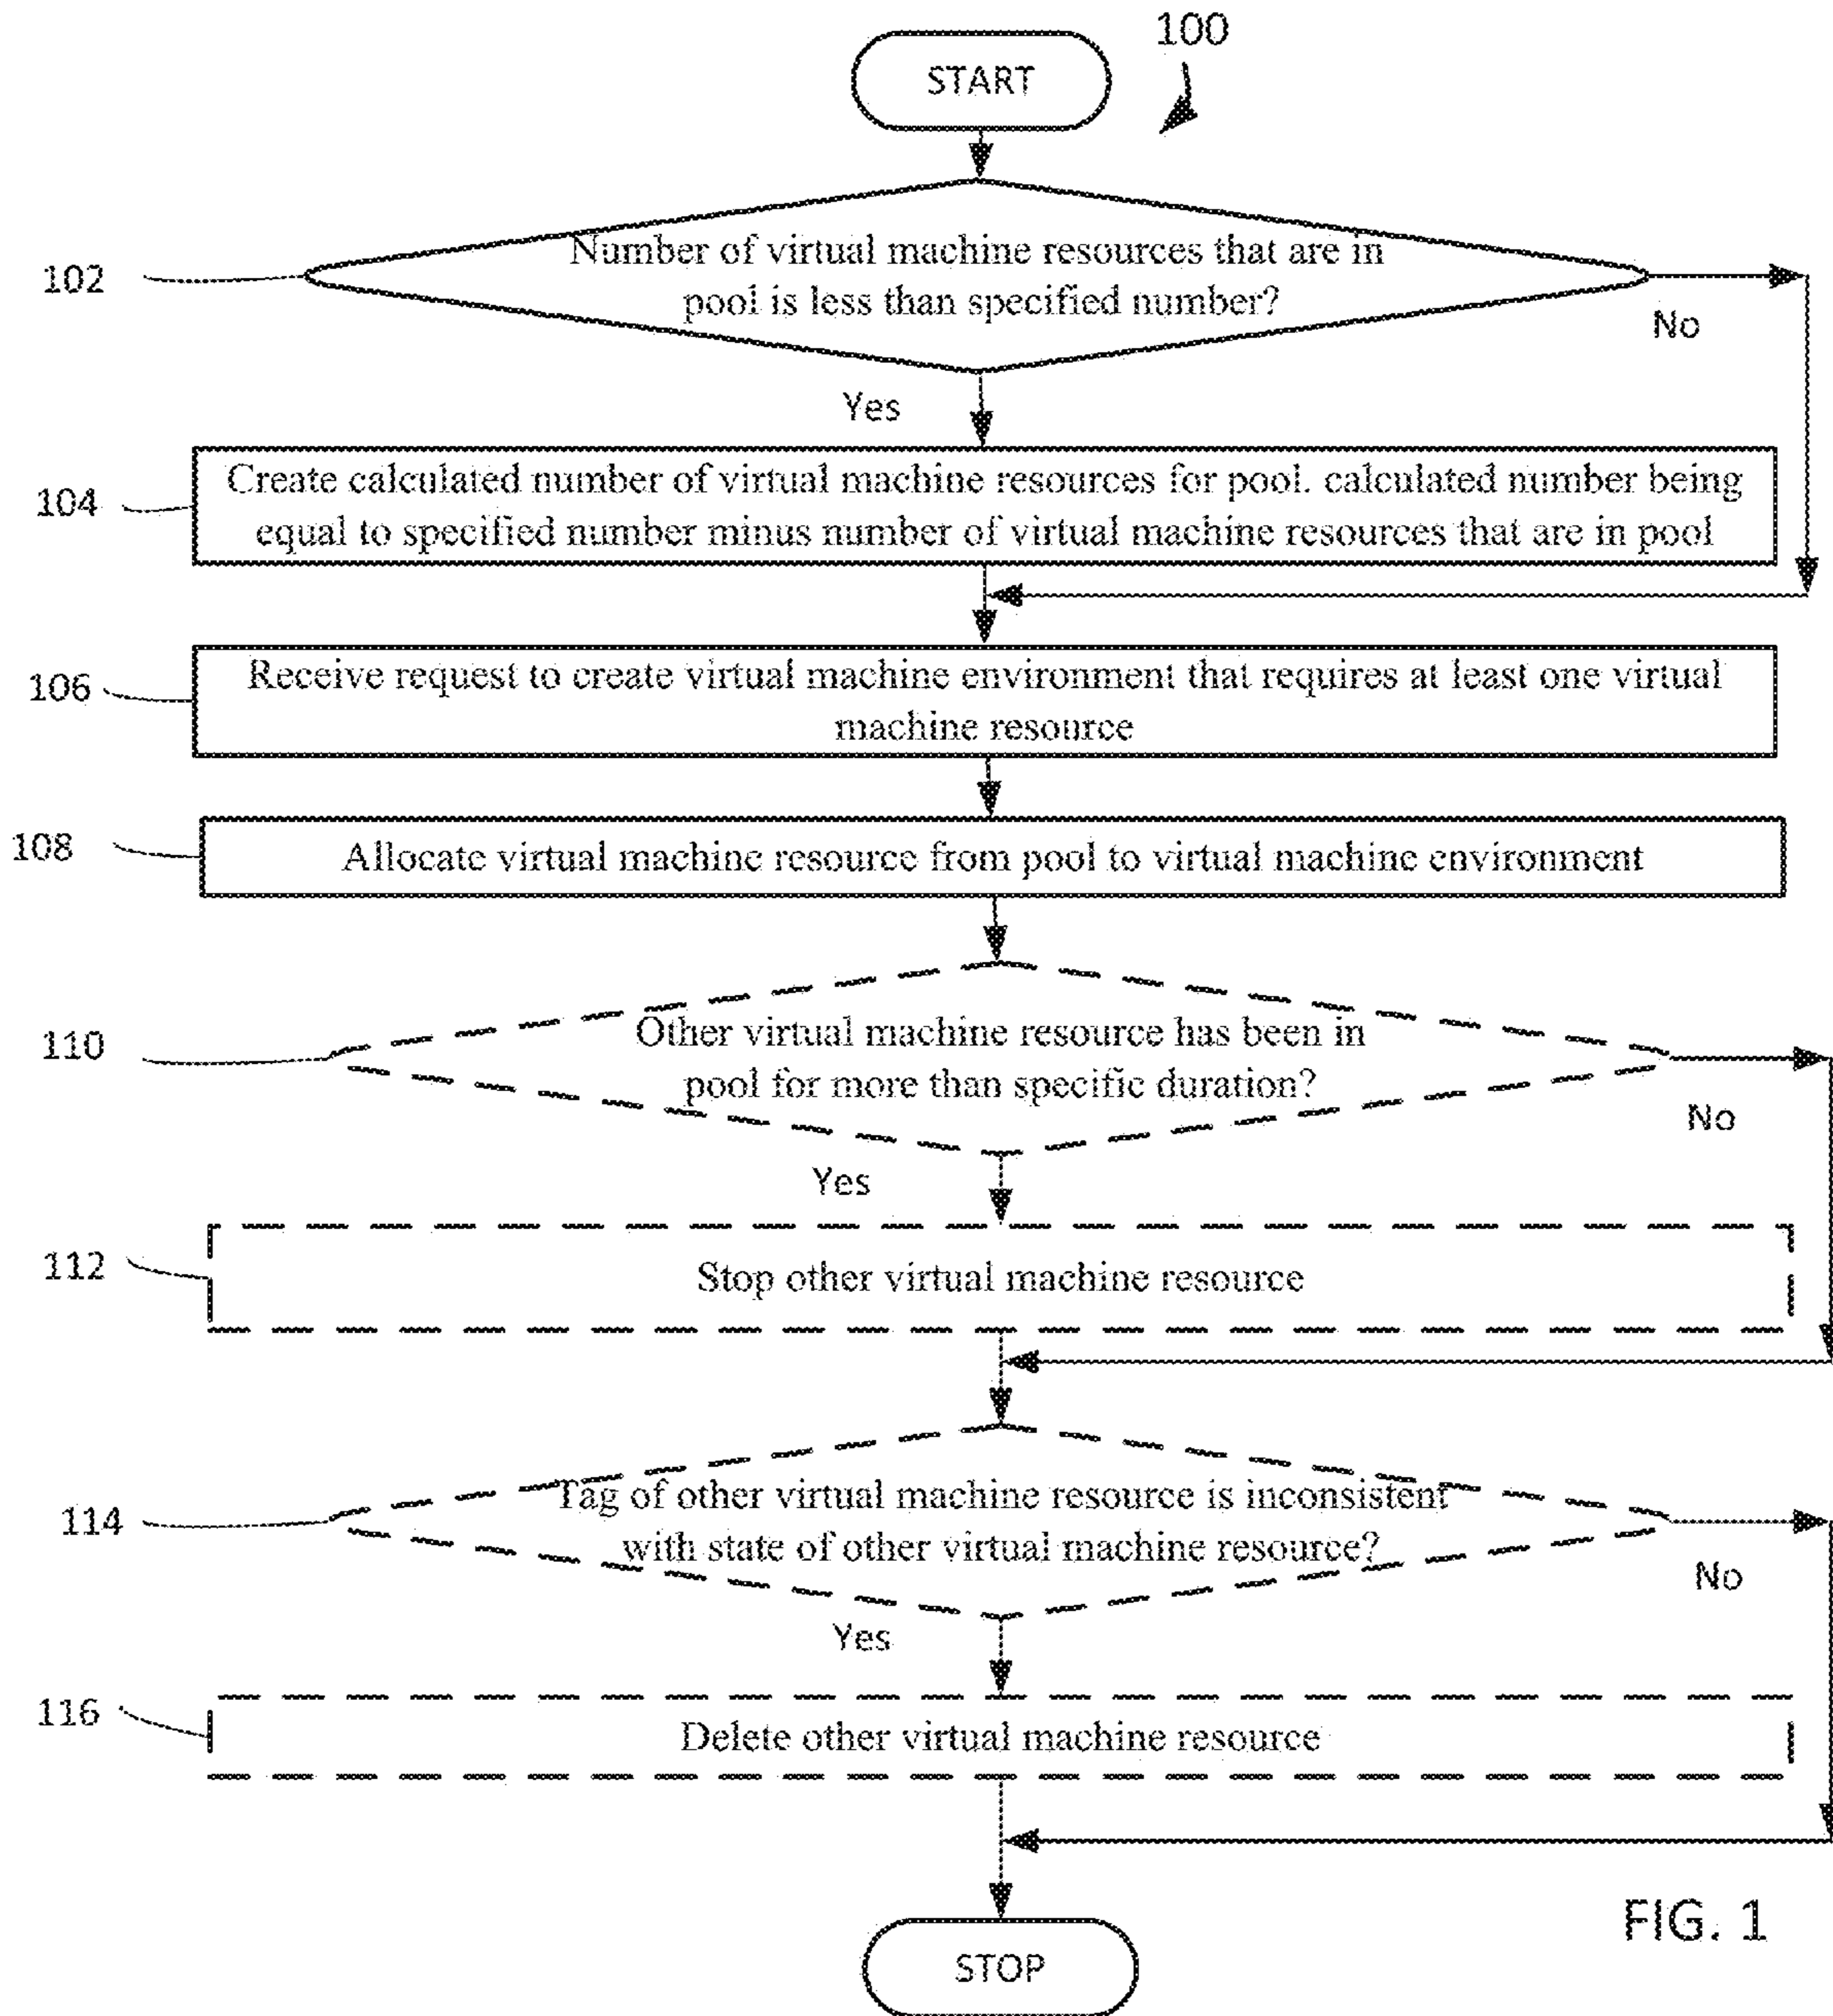 100
START
102
Number of virtual machine resources that are in
pool is less than specified number?
No
Yes
104
Create calculated number of virtual machine resources for pool. calculated number being
equal to specified number minus number of virtual machine resources that are in pool
106
Receive request to create virtual machine environment that requires at least one virtual
machine resource
108
Allocate virtual machine resource from pool to virtual machine environment
110
Other virtual machine resource has been in
pool for more than specific duration?
No
Yes
112
Stop other virtual machine resource
114
Tag of other virtual machine resource is inconsistent
with state of other virtual machine resource?
No
Yes
116
Delete other virtual machine resource
STOP
FIG. 1